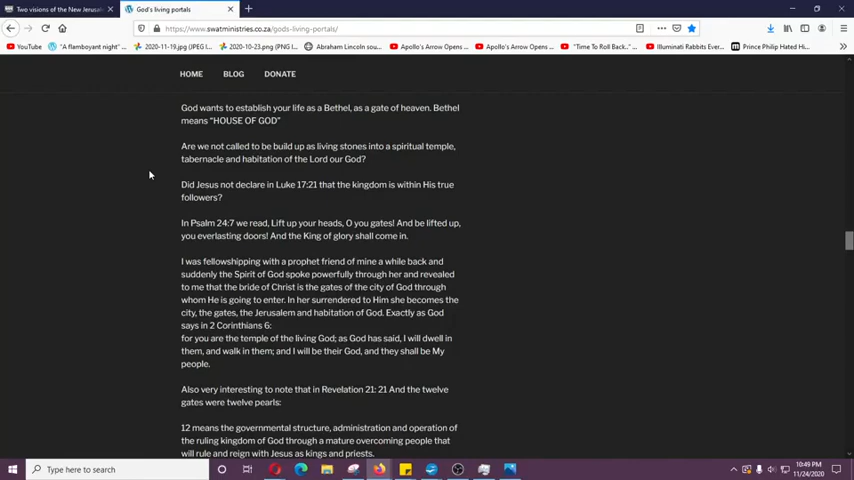 Two visions of the New Jerusale
God's living portals
https://www.swatministries.co.za/gods-living-portals/
YouTube
"A flamboyant night" ...
2020-11-19.jpg (JPEG I...
2020-10-23.png (PNG I...
Abraham Lincoln sou...
Apollo's Arrow Opens ...
Apollo's Arrow Opens ...
"Time To Roll Back." ...
Illuminati Rabbits Eve...
Prince Philip Hated Hi...
HOME BLOG DONATE
God wants to establish your life as a Bethel, as a gate of heaven. Bethel
means “HOUSE OF GOD”
Are we not called to be build up as living stones into a spiritual temple,
tabernacle and habitation of the Lord our God?
Did Jesus not declare in Luke 17:21 that the kingdom is within His true
followers?
In Psalm 24:7 we read, Lift up your heads, O you gates! And be lifted up,
you everlasting doors! And the King of glory shall come in.
I was fellowshipping with a prophet friend of mine a while back and
suddenly the Spirit of God spoke powerfully through her and revealed
to me that the bride of Christ is the gates of the city of God through
whom He is going to enter. In her surrendered to Him she becomes the
city, the gates, the Jerusalem and habitation of God. Exactly as God
says in 2 Corinthians 6:
for you are the temple of the living God; as God has said, I will dwell in
them, and walk in them; and I will be their God, and they shall be My
people.
Also very interesting to note that in Revelation 21: 21 And the twelve
gates were twelve pearls:
12 means the governmental structure, administration and operation of
the ruling kingdom of God through a mature overcoming people that
will rule and reign with Jesus as kings and priests.
Type here to search
10:49 PM
11/24/2020